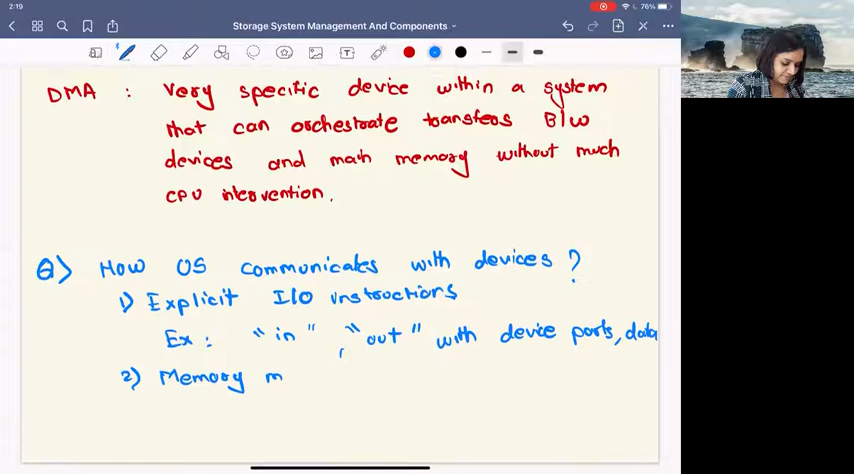 2:19
76%
Storage System Management And Components
DMA : Very specific device within a system
that can orchestrate transfers B/w
devices and main memory without much
CPU intervention.
Q> How OS communicates with devices?
1) Explicit I/O instructions
Ex : "in", "out" with device ports, data
2) Memory m